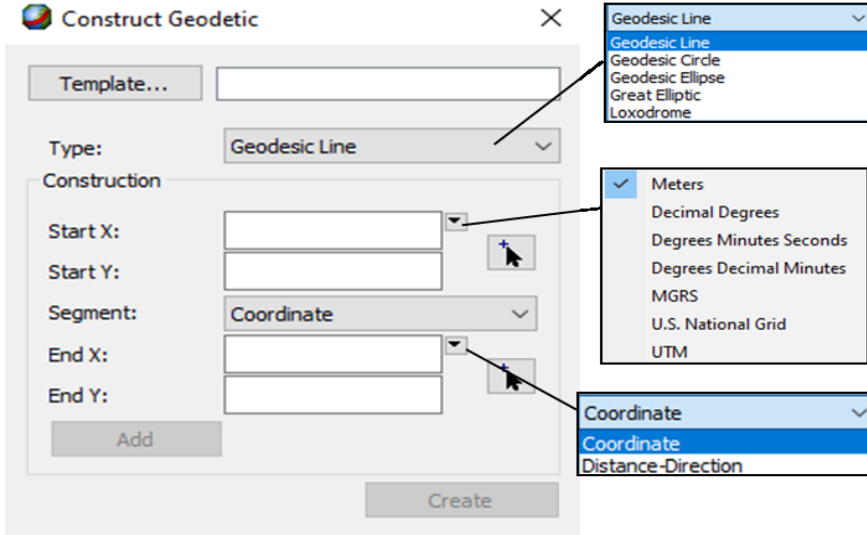 Construct Geodetic
Template...
Type:
Geodesic Line
Construction
Start X:
Start Y:
Segment:
Coordinate
End X:
End Y:
Add
Create
Geodesic Line
Geodesic Line
Geodesic Circle
Geodesic Ellipse
Great Elliptic
Loxodrome
Meters
Decimal Degrees
Degrees Minutes Seconds
Degrees Decimal Minutes
MGRS
U.S. National Grid
UTM
Coordinate
Coordinate
Distance-Direction